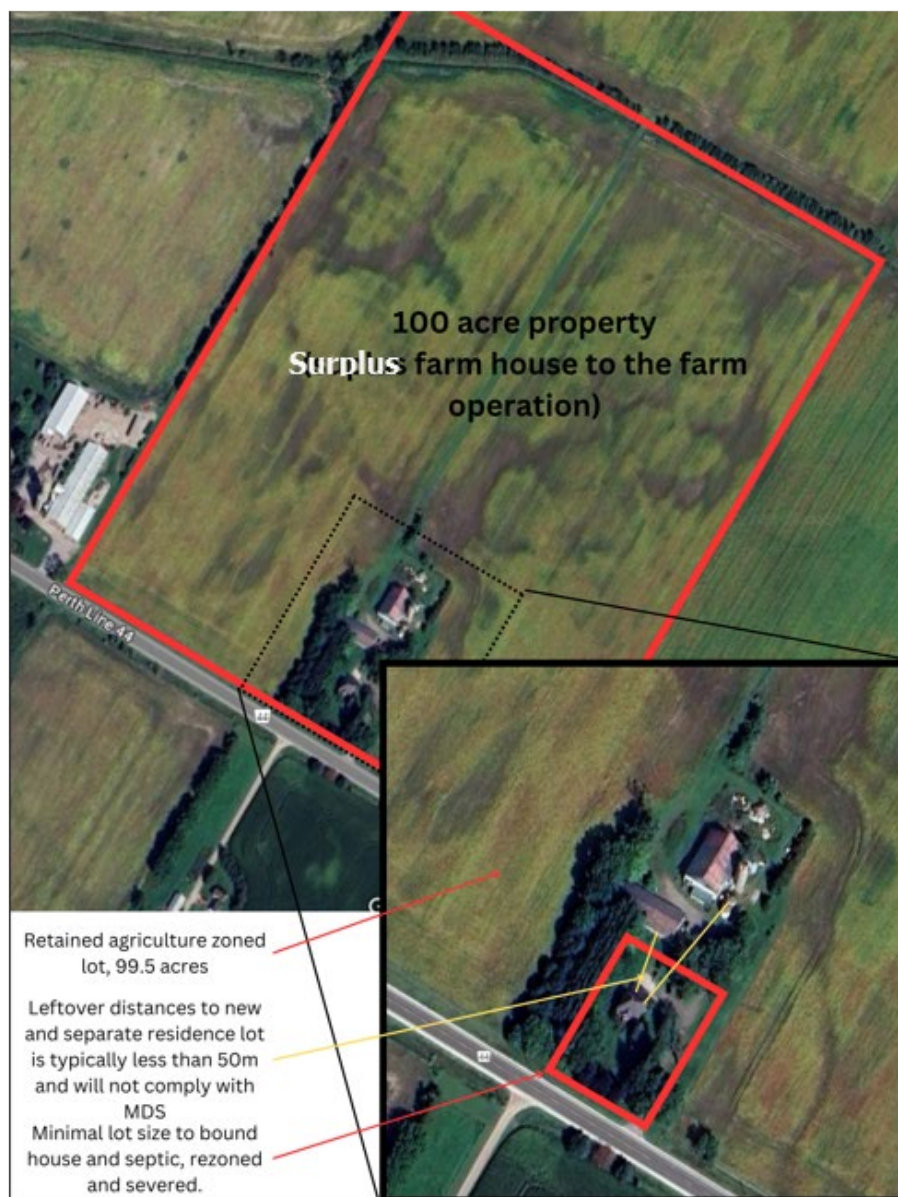 100 acre property
Surplus farm house to the farm
operation)
Perth Line 44
44
44
Retained agriculture zoned
lot, 99.5 acres
Leftover distances to new
and separate residence lot
is typically less than 50m
and will not comply with
MDS
Minimal lot size to bound
house and septic, rezoned
and severed.